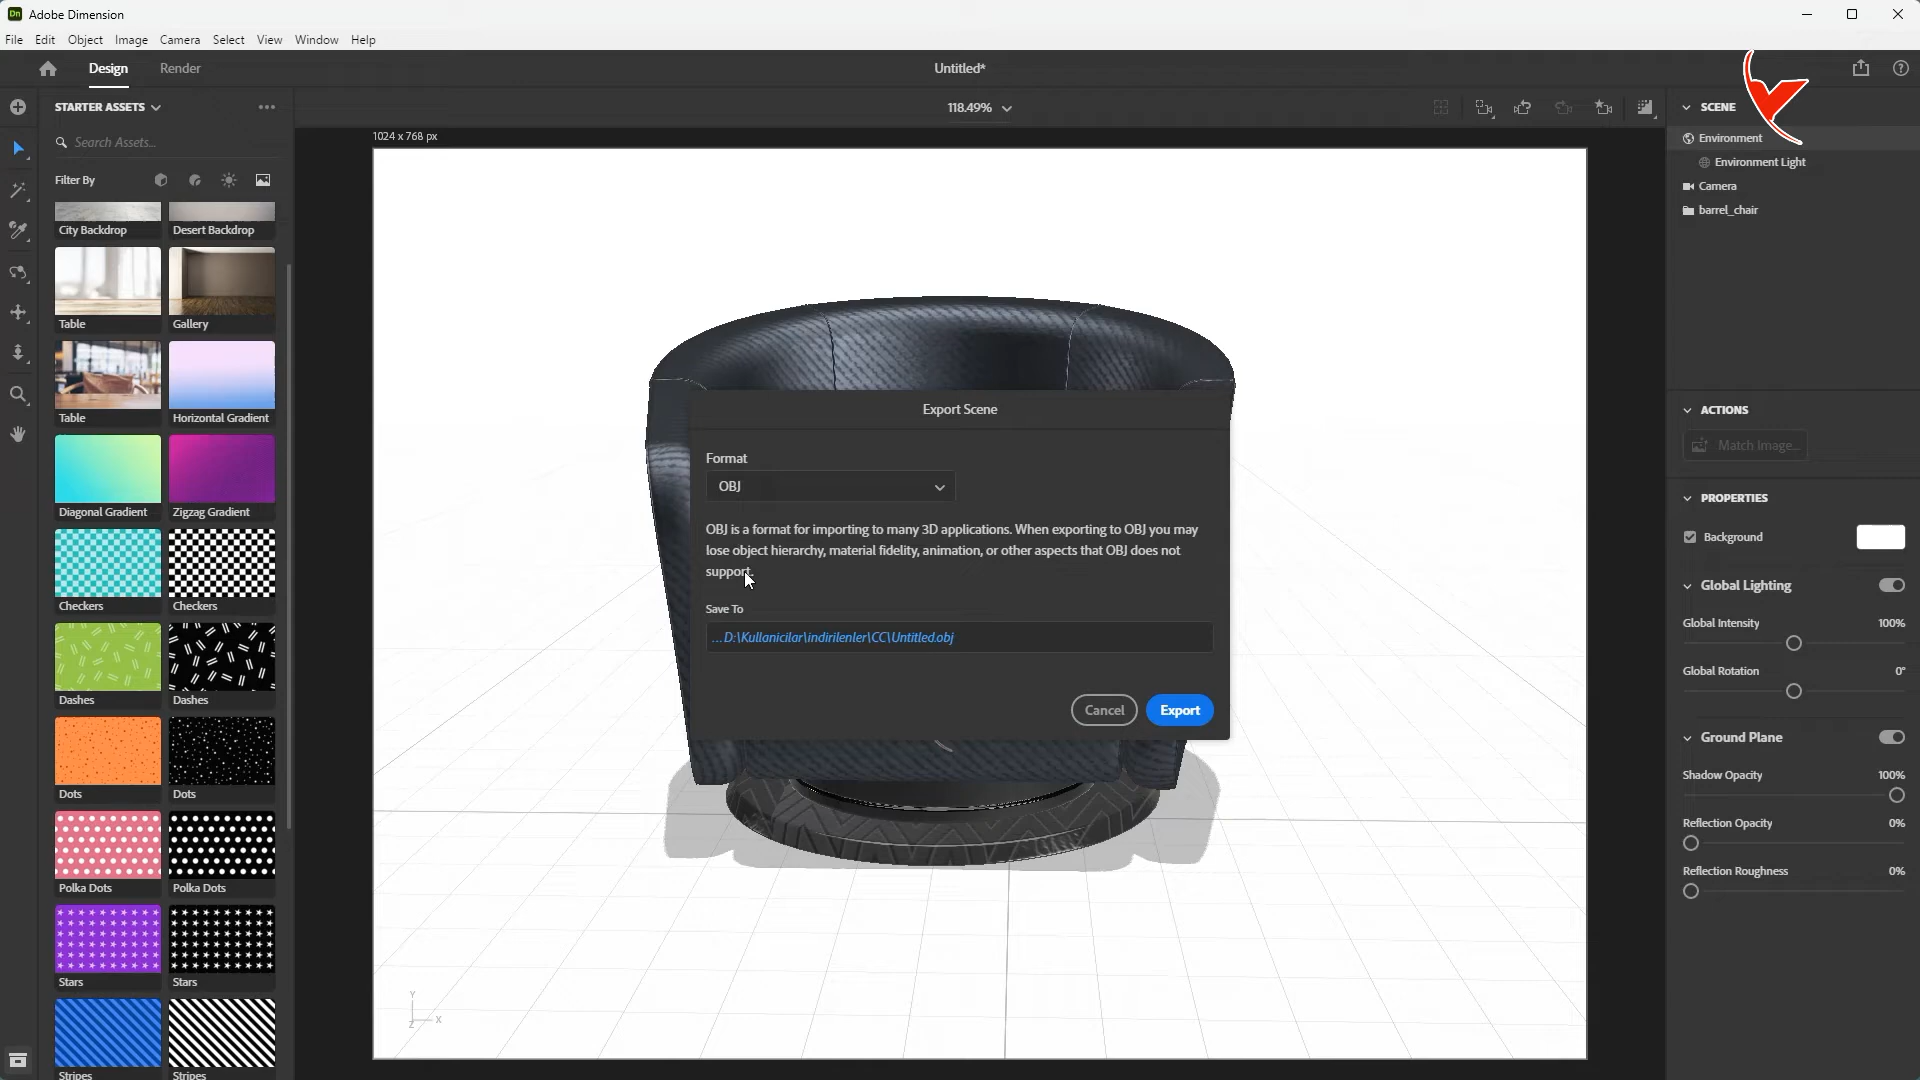 Dn Adobe Dimension
File Edit Object Image Camera Select View Window Help
Design Render
Untitled*
STARTER ASSETS
118.49%
SCENE
1024 x 768 px
Search Assets...
Environment
Environment Light
Filter By
Camera
barrel_chair
City Backdrop Desert Backdrop
Table Gallery
Table Horizontal Gradient
Diagonal Gradient Zigzag Gradient
Checkers Checkers
Dashes Dashes
Dots Dots
Polka Dots Polka Dots
Stars Stars
Stripes Stripes
Export Scene
Format
OBJ
OBJ is a format for importing to many 3D applications. When exporting to OBJ you may
lose object hierarchy, material fidelity, animation, or other aspects that OBJ does not
support.
Save To
...D:\Kullanicilar\indirilenler\CC\Untitled.obj
Cancel Export
Y
Z X
ACTIONS
Match Image...
PROPERTIES
Background
Global Lighting
Global Intensity 100%
Global Rotation 0°
Ground Plane
Shadow Opacity 100%
Reflection Opacity 0%
Reflection Roughness 0%